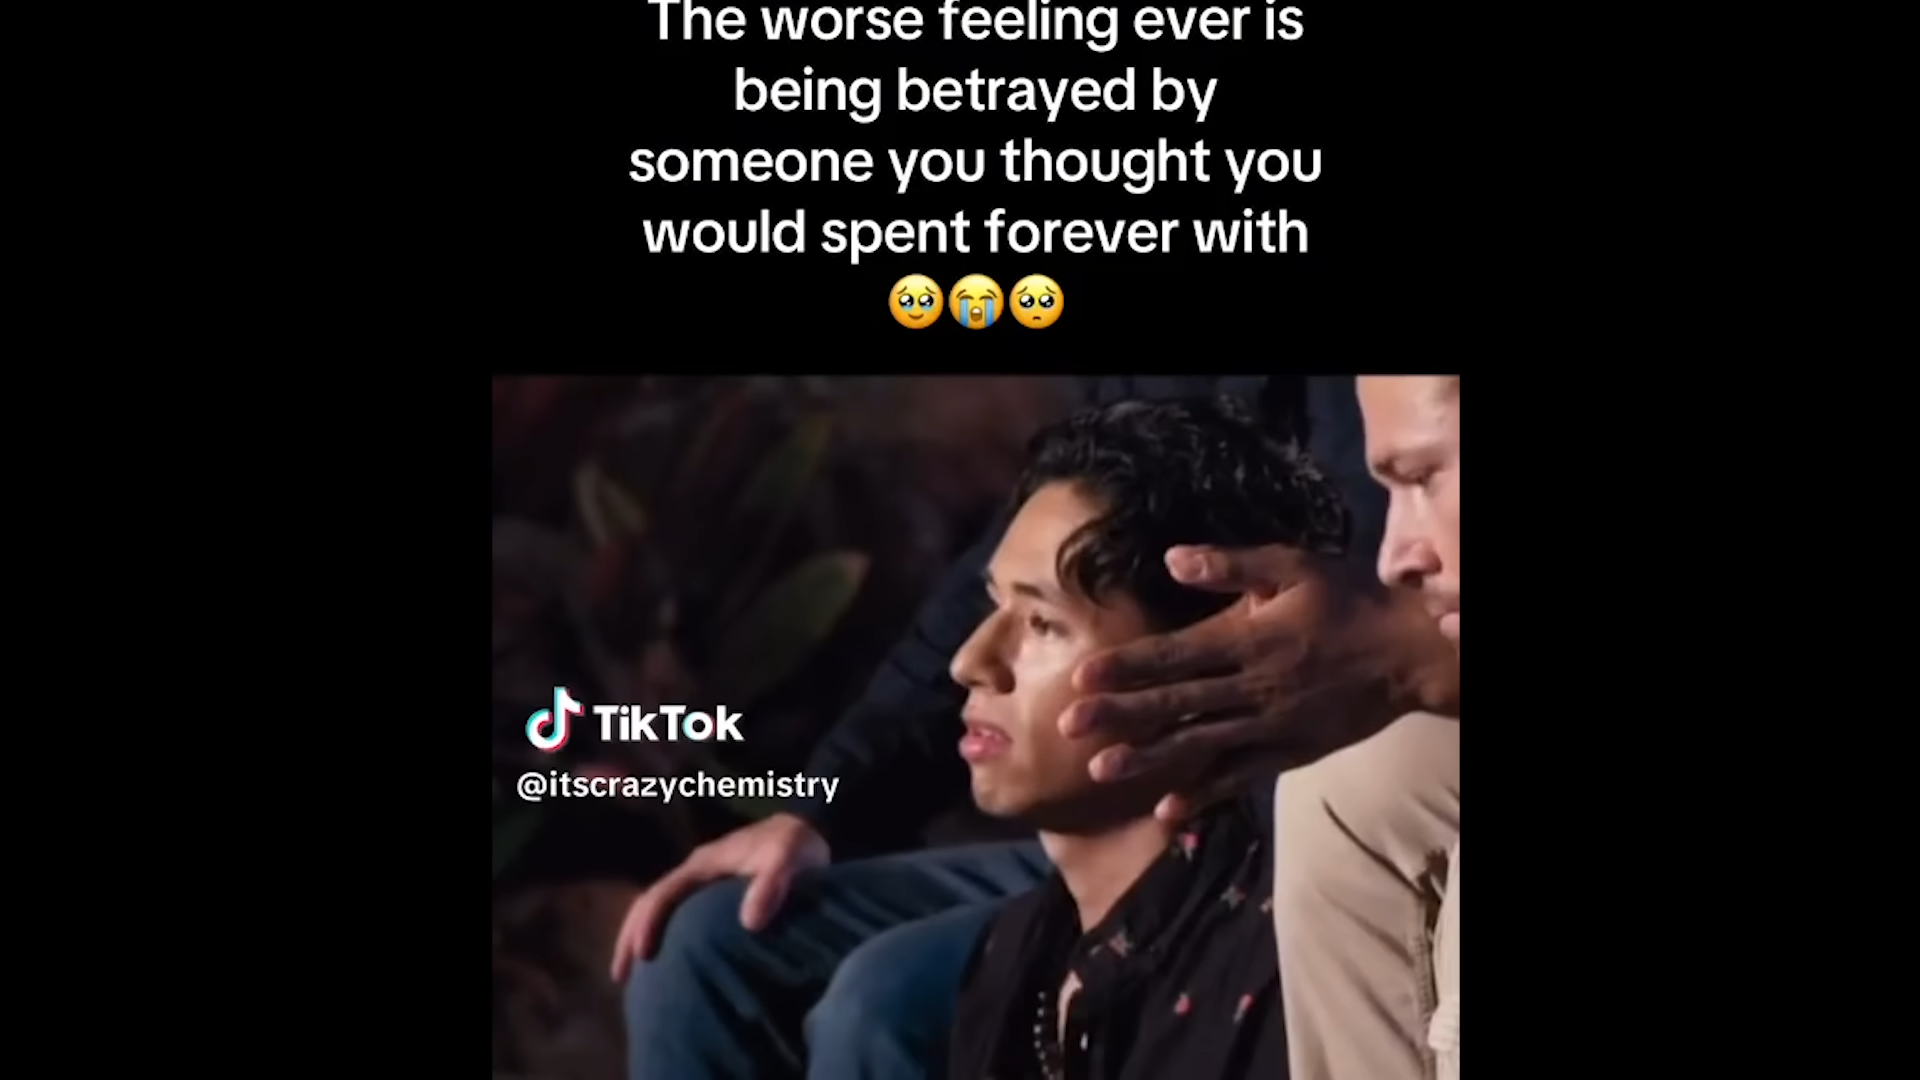 The worse feeling ever is
being betrayed by
someone you thought you
would spent forever with
🥹😭🥺
TikTok
@itscrazychemistry